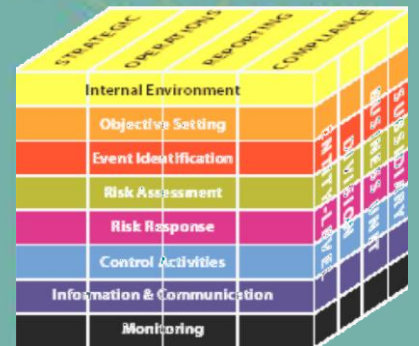 STRATEGIC
OPERATIONS
REPORTING
COMPLIANCE
Internal Environment
Objective Setting
Event Identification
Risk Assessment
Risk Response
Control Activities
Information & Communication
Monitoring
ENTITY-LEVEL
DIVISION
BUSINESS UNIT
SUBSIDIARY